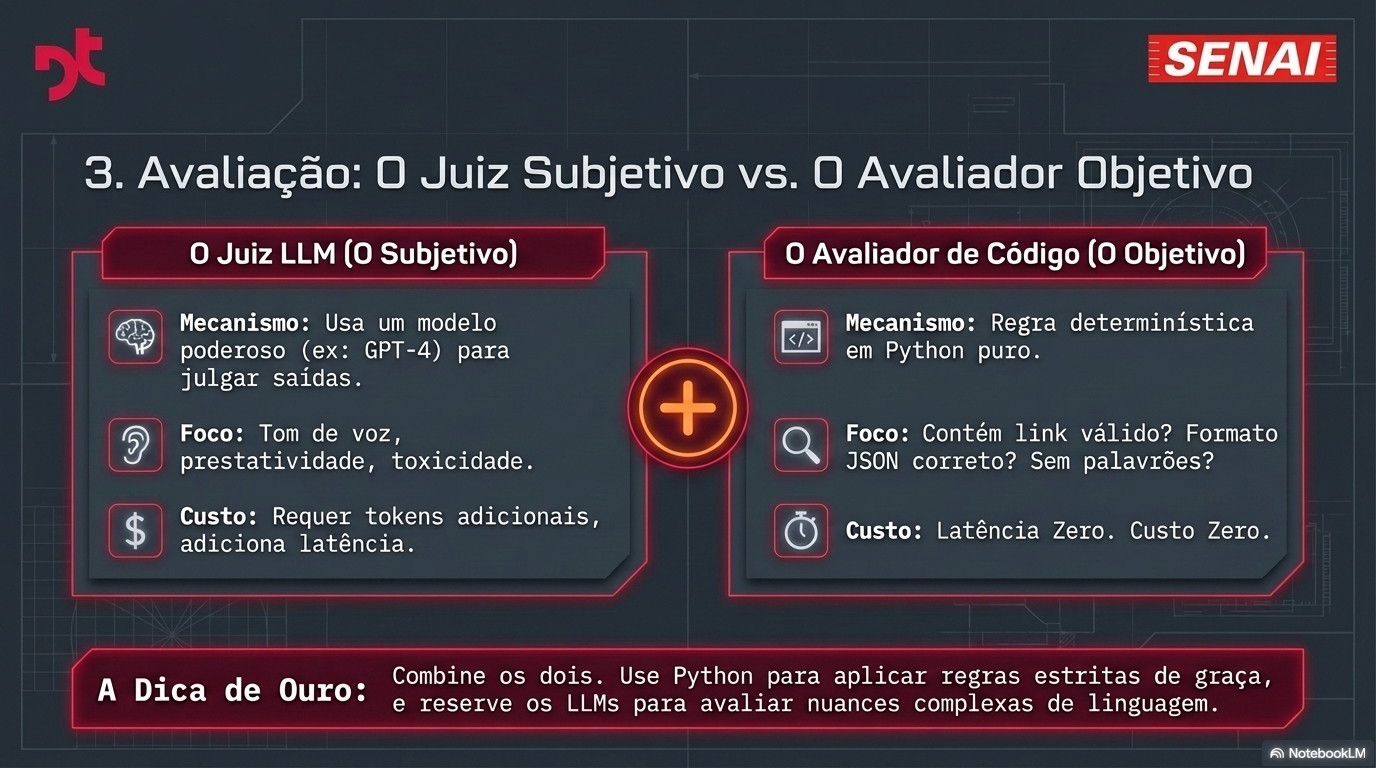 SENAI
3. Avaliação: O Juiz Subjetivo vs. O Avaliador Objetivo
O Juiz LLM (O Subjetivo)
Mecanismo: Usa um modelo
poderoso (ex: GPT-4) para
julgar saídas.
Foco: Tom de voz,
prestatividade, toxicidade.
$
Custo: Requer tokens adicionais,
adiciona latência.
O Avaliador de Código (O Objetivo)
</>
Mecanismo: Regra determinística
em Python puro.
Foco: Contém link válido? Formato
JSON correto? Sem palavrões?
Custo: Latência Zero. Custo Zero.
A Dica de Ouro:
Combine os dois. Use Python para aplicar regras estritas de graça,
e reserve os LLMs para avaliar nuances complexas de linguagem.
NotebookLM